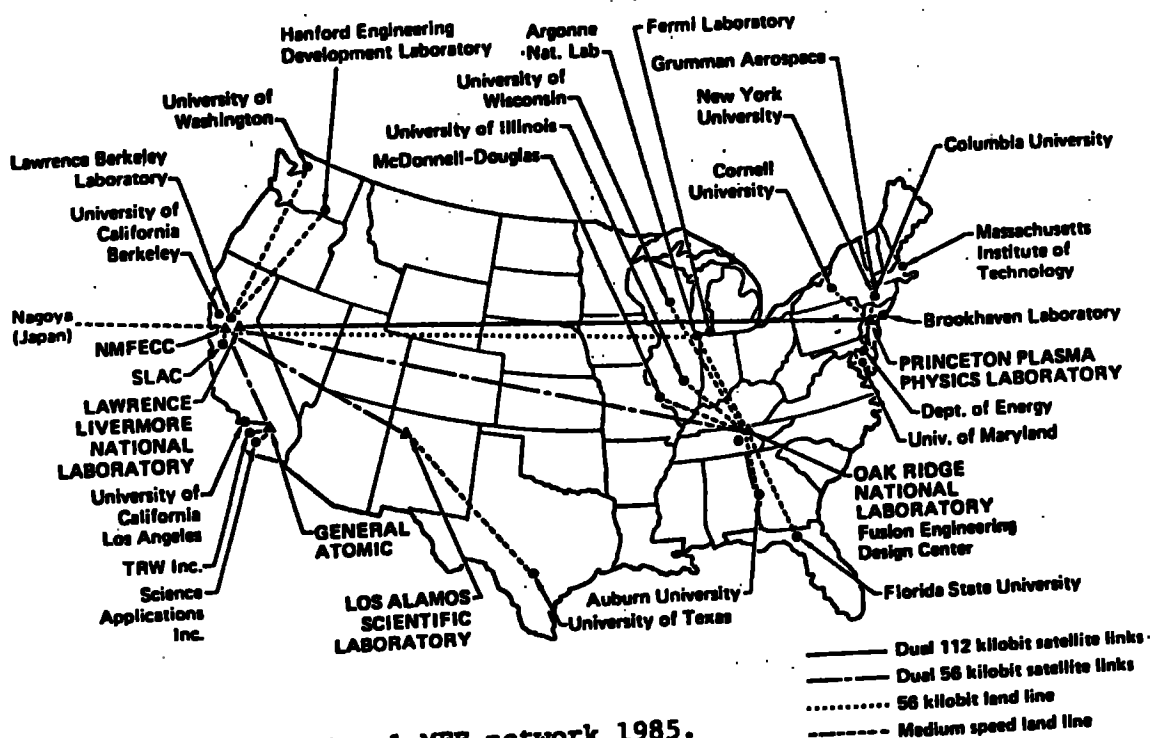 Hanford Engineering
Development Laboratory
Argonne
Nat. Lab
Fermi Laboratory
Grumman Aerospace
University of
Wisconsin
New York
University
University of
Washington
University of Illinois
McDonnell-Douglas
Columbia University
Lawrence Berkeley
Laboratory
Cornell
University
University of
California
Berkeley
Massachusetts
Institute of
Technology
Nagoya
(Japan)
NMFECC
Brookhaven Laboratory
SLAC
PRINCETON PLASMA
PHYSICS LABORATORY
LAWRENCE
LIVERMORE
NATIONAL
LABORATORY
Dept. of Energy
Univ. of Maryland
University of
California
Los Angeles
OAK RIDGE
NATIONAL
LABORATORY
Fusion Engineering
Design Center
GENERAL
ATOMIC
TRW Inc.
Science
Applications
Inc.
LOS ALAMOS
SCIENTIFIC
LABORATORY
Auburn University
University of Texas
Florida State University
Dual 112 kilobit satellite links
Dual 56 kilobit satellite links
56 kilobit land line
Medium speed land line
network 1985.